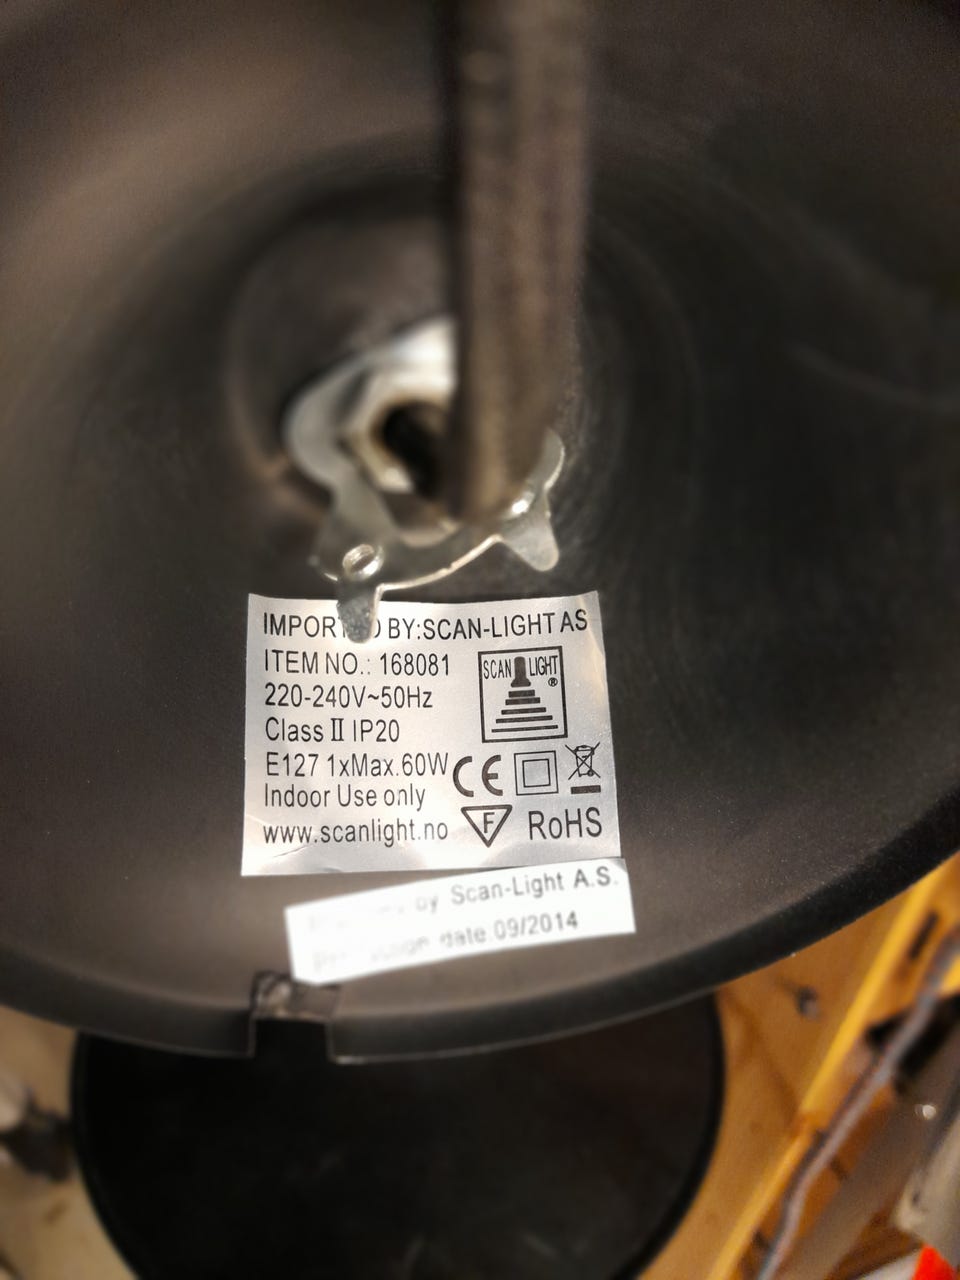 IMPORTED BY:SCAN-LIGHT AS
ITEM NO.: 168081
SCAN LIGHT
®
220-240V~50Hz
Class II IP20
E127 1xMax.60W
CE
Indoor Use only
F
RoHS
www.scanlight.no
by Scan-Light A.S.
date:09/2014